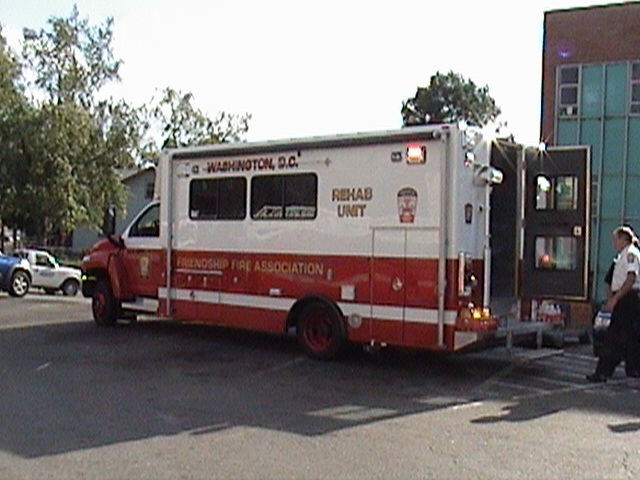 WASHINGTON, D.C.
REHAB
UNIT
FRIENDSHIP FIRE ASSOCIATION